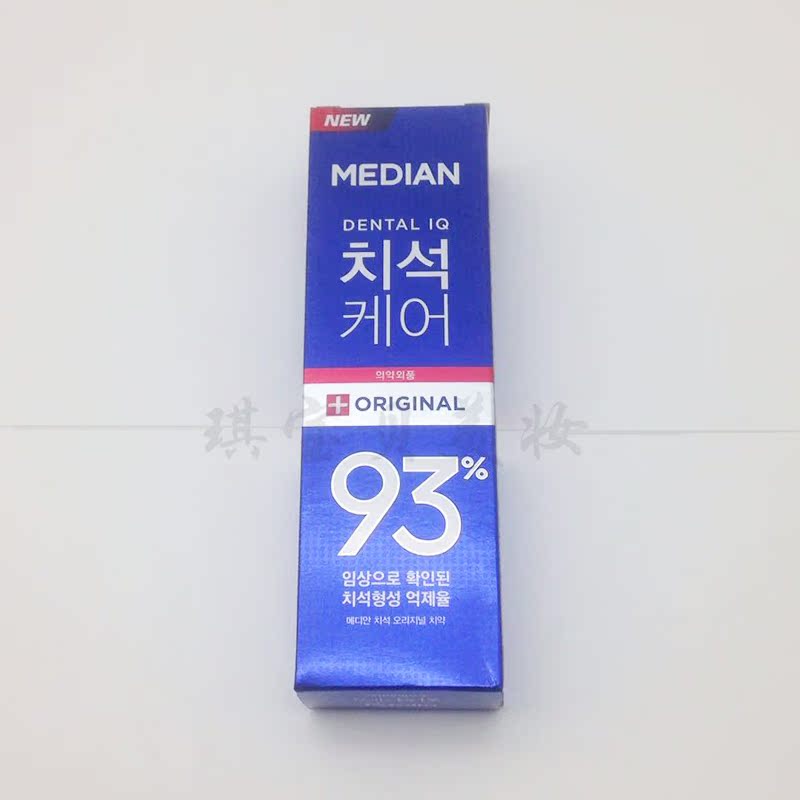 NEW
MEDIAN
DENTAL IQ
치석
케어
의약외품
ORIGINAL
93%
임상으로 확인된
치석형성 억제율
메디안 치석 오리지널 치약